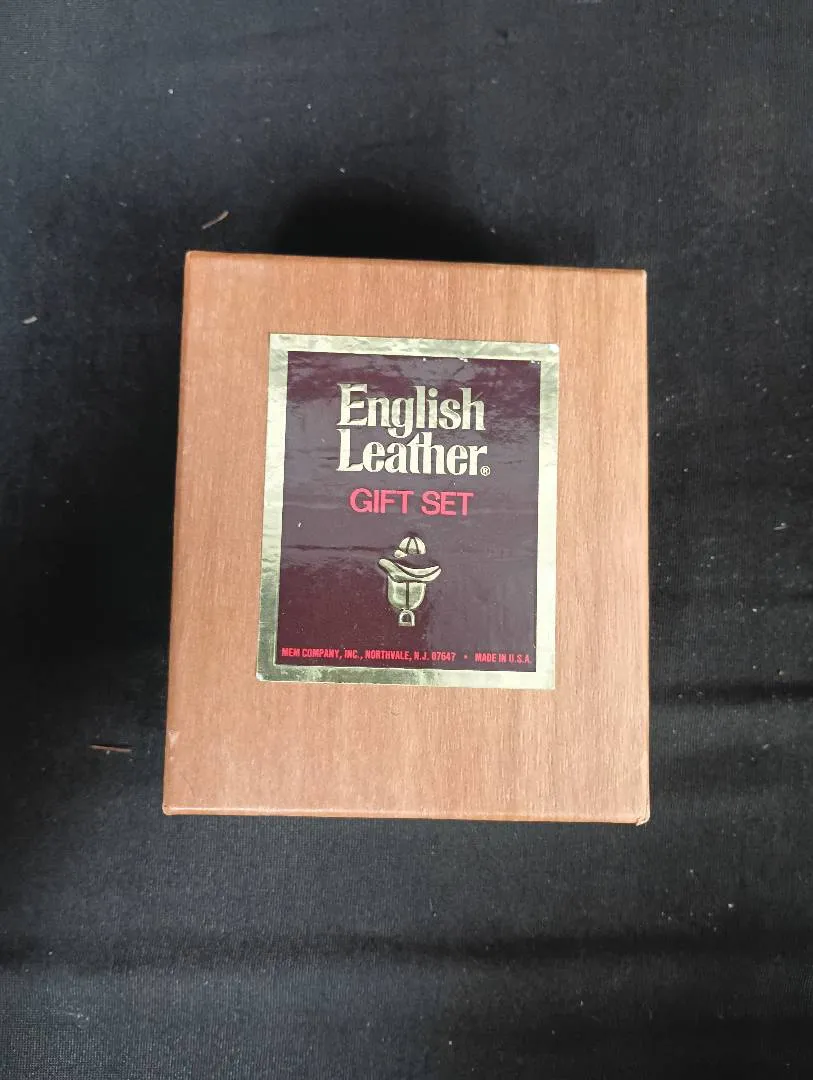 English
Leather®
GIFT SET
MEM COMPANY, INC., NORTHVALE, N.J. 07647 • MADE IN U.S.A.